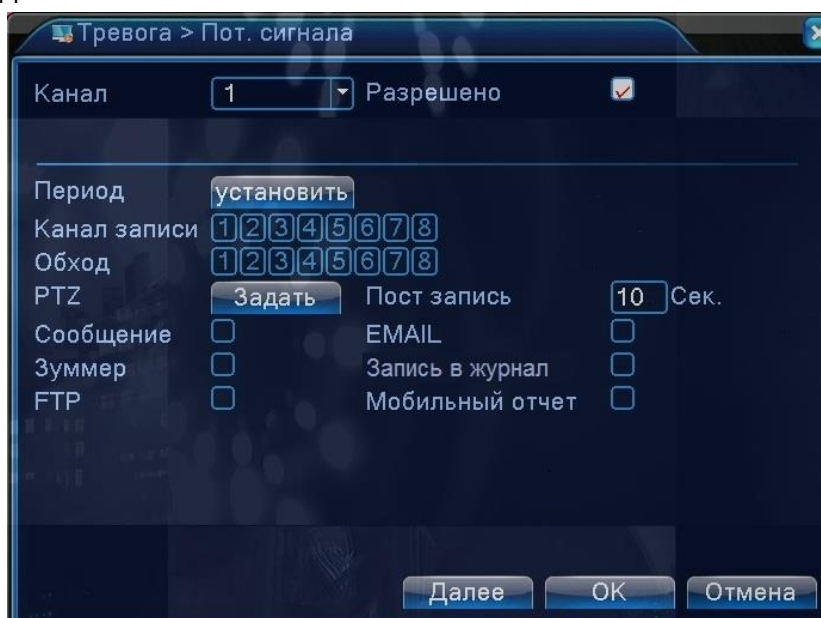 Тревога > Пот. сигнала
Канал 1 Разрешено
Период установить
Канал записи 1 2 3 4 5 6 7 8
Обход 1 2 3 4 5 6 7 8
PTZ Задать Пост запись 10 Сек.
Сообщение EMAIL
Зуммер Запись в журнал
FTP Мобильный отчет
Далее OK Отмена